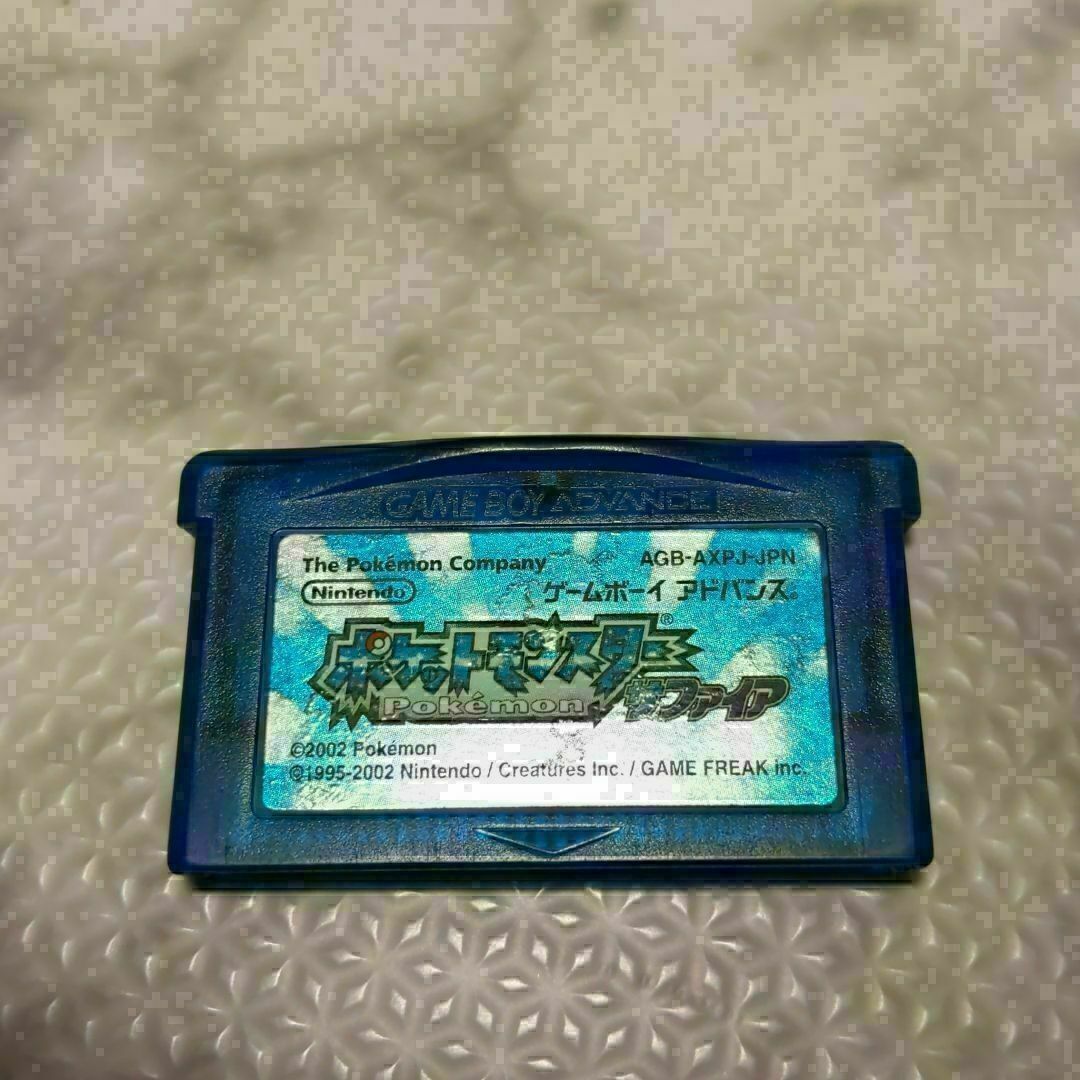 GAME BOY ADVANCE
The Pokémon Company AGB-AXPJ-JPN
Nintendo ゲームボーイ アドバンス®
ポケットモンスター®
Pokémon サファイア
©2002 Pokémon
©1995-2002 Nintendo / Creatures Inc. / GAME FREAK inc.